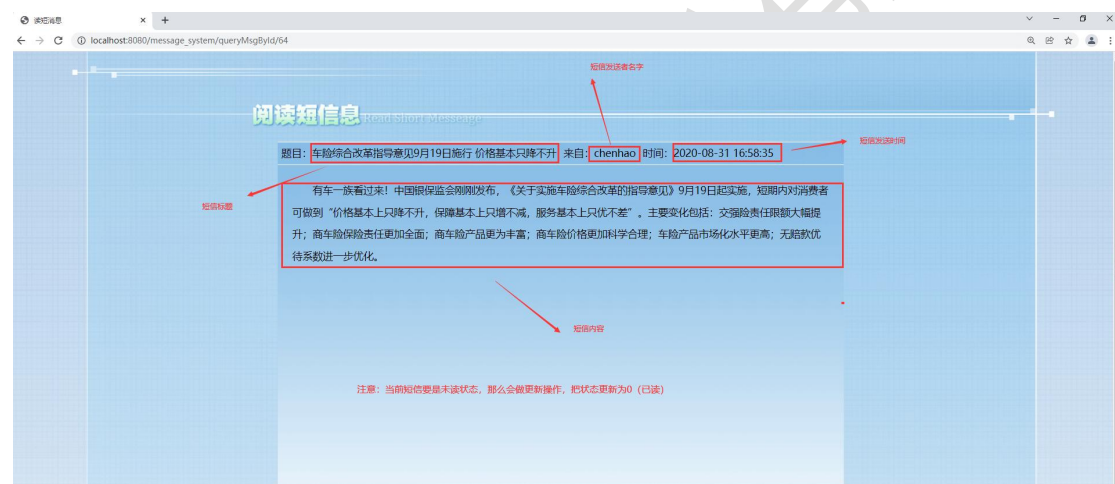 读短消息
localhost:8080/message_system/queryMsgById/64
短信发送者名字
阅读短信息 Read Short Message
短信发送时间
题目: 车险综合改革指导意见9月19日施行 价格基本只降不升 来自: chenhao 时间: 2020-08-31 16:58:35
短信标题
有车一族看过来！中国银保监会刚刚发布，《关于实施车险综合改革的指导意见》9月19日起实施，短期内对消费者
可做到“价格基本上只降不升，保障基本上只增不减，服务基本上只优不差”。主要变化包括：交强险责任限额大幅提
升；商车险保险责任更加全面；商车险产品更为丰富；商车险价格更加科学合理；车险产品市场化水平更高；无赔款优
待系数进一步优化。
短信内容
注意：当前短信要是未读状态，那么会做更新操作，把状态更新为0（已读）